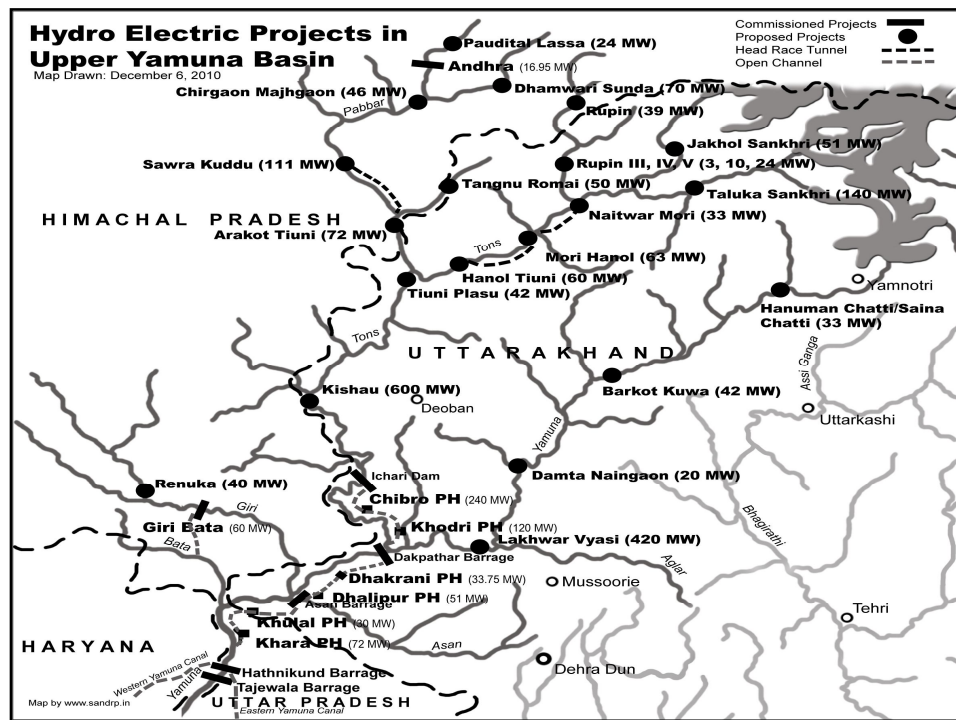 Hydro Electric Projects in
Upper Yamuna Basin
Map Drawn: December 6, 2010
Commissioned Projects
Proposed Projects
Head Race Tunnel
Open Channel
Paudital Lassa (24 MW)
Andhra (16.95 MW)
Dhamwari Sunda (70 MW)
Chirgaon Majhgaon (46 MW)
Pabbar
Rupin (39 MW)
Jakhol Sankhri (51 MW)
Sawra Kuddu (111 MW)
Rupin III, IV, V (3, 10, 24 MW)
Tangnu Romai (50 MW)
Taluka Sankhri (140 MW)
HIMACHAL PRADESH
Naitwar Mori (33 MW)
Arakot Tiuni (72 MW)
Tons
Mori Hanol (63 MW)
Hanol Tiuni (60 MW)
Tiuni Plasu (42 MW)
Yamnotri
Hanuman Chatti/Saina
Chatti (33 MW)
Tons
UTTARAKHAND
Assi Ganga
Kishau (600 MW)
Deoban
Barkot Kuwa (42 MW)
Uttarkashi
Yamuna
Ichari Dam
Damta Naingaon (20 MW)
Renuka (40 MW)
Giri
Chibro PH (240 MW)
Giri Bata (60 MW)
Khodri PH (120 MW)
Bata
Lakhwar Vyasi (420 MW)
Bhagirathi
Dakpathar Barrage
Aglar
Dhakrani PH (33.75 MW)
Mussoorie
Dhalipur PH (51 MW)
Asan Barrage
Tehri
Khulal PH (30 MW)
Khara PH (72 MW)
Asan
HARYANA
Dehra Dun
Hathnikund Barrage
Western Yamuna Canal
Yamuna
Tajewala Barrage
UTTAR PRADESH
Eastern Yamuna Canal
Map by www.sandrp.in